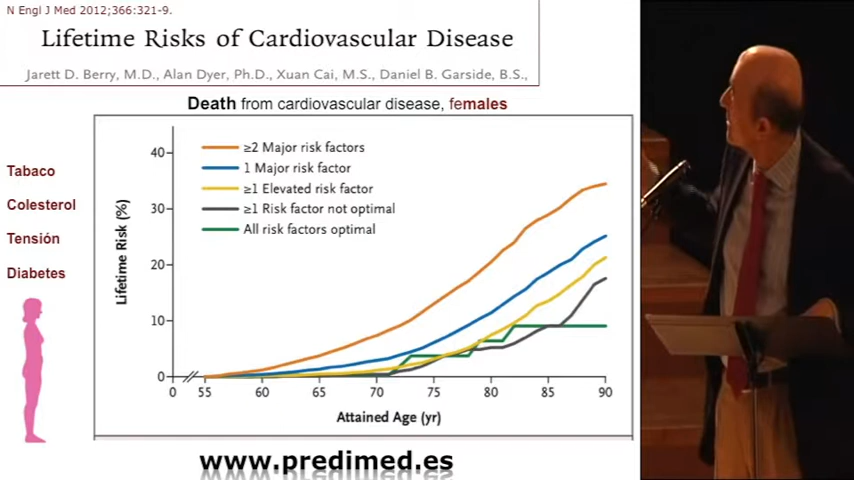 N Engl J Med 2012;366:321-9.
Lifetime Risks of Cardiovascular Disease
Jarett D. Berry, M.D., Alan Dyer, Ph.D., Xuan Cai, M.S., Daniel B. Garside, B.S.,
Death from cardiovascular disease, females
Tabaco
Colesterol
Tensión
Diabetes
≥2 Major risk factors
1 Major risk factor
≥1 Elevated risk factor
≥1 Risk factor not optimal
All risk factors optimal
Lifetime Risk (%)
40
30
20
10
0
0 55 60 65 70 75 80 85 90
Attained Age (yr)
www.predimed.es